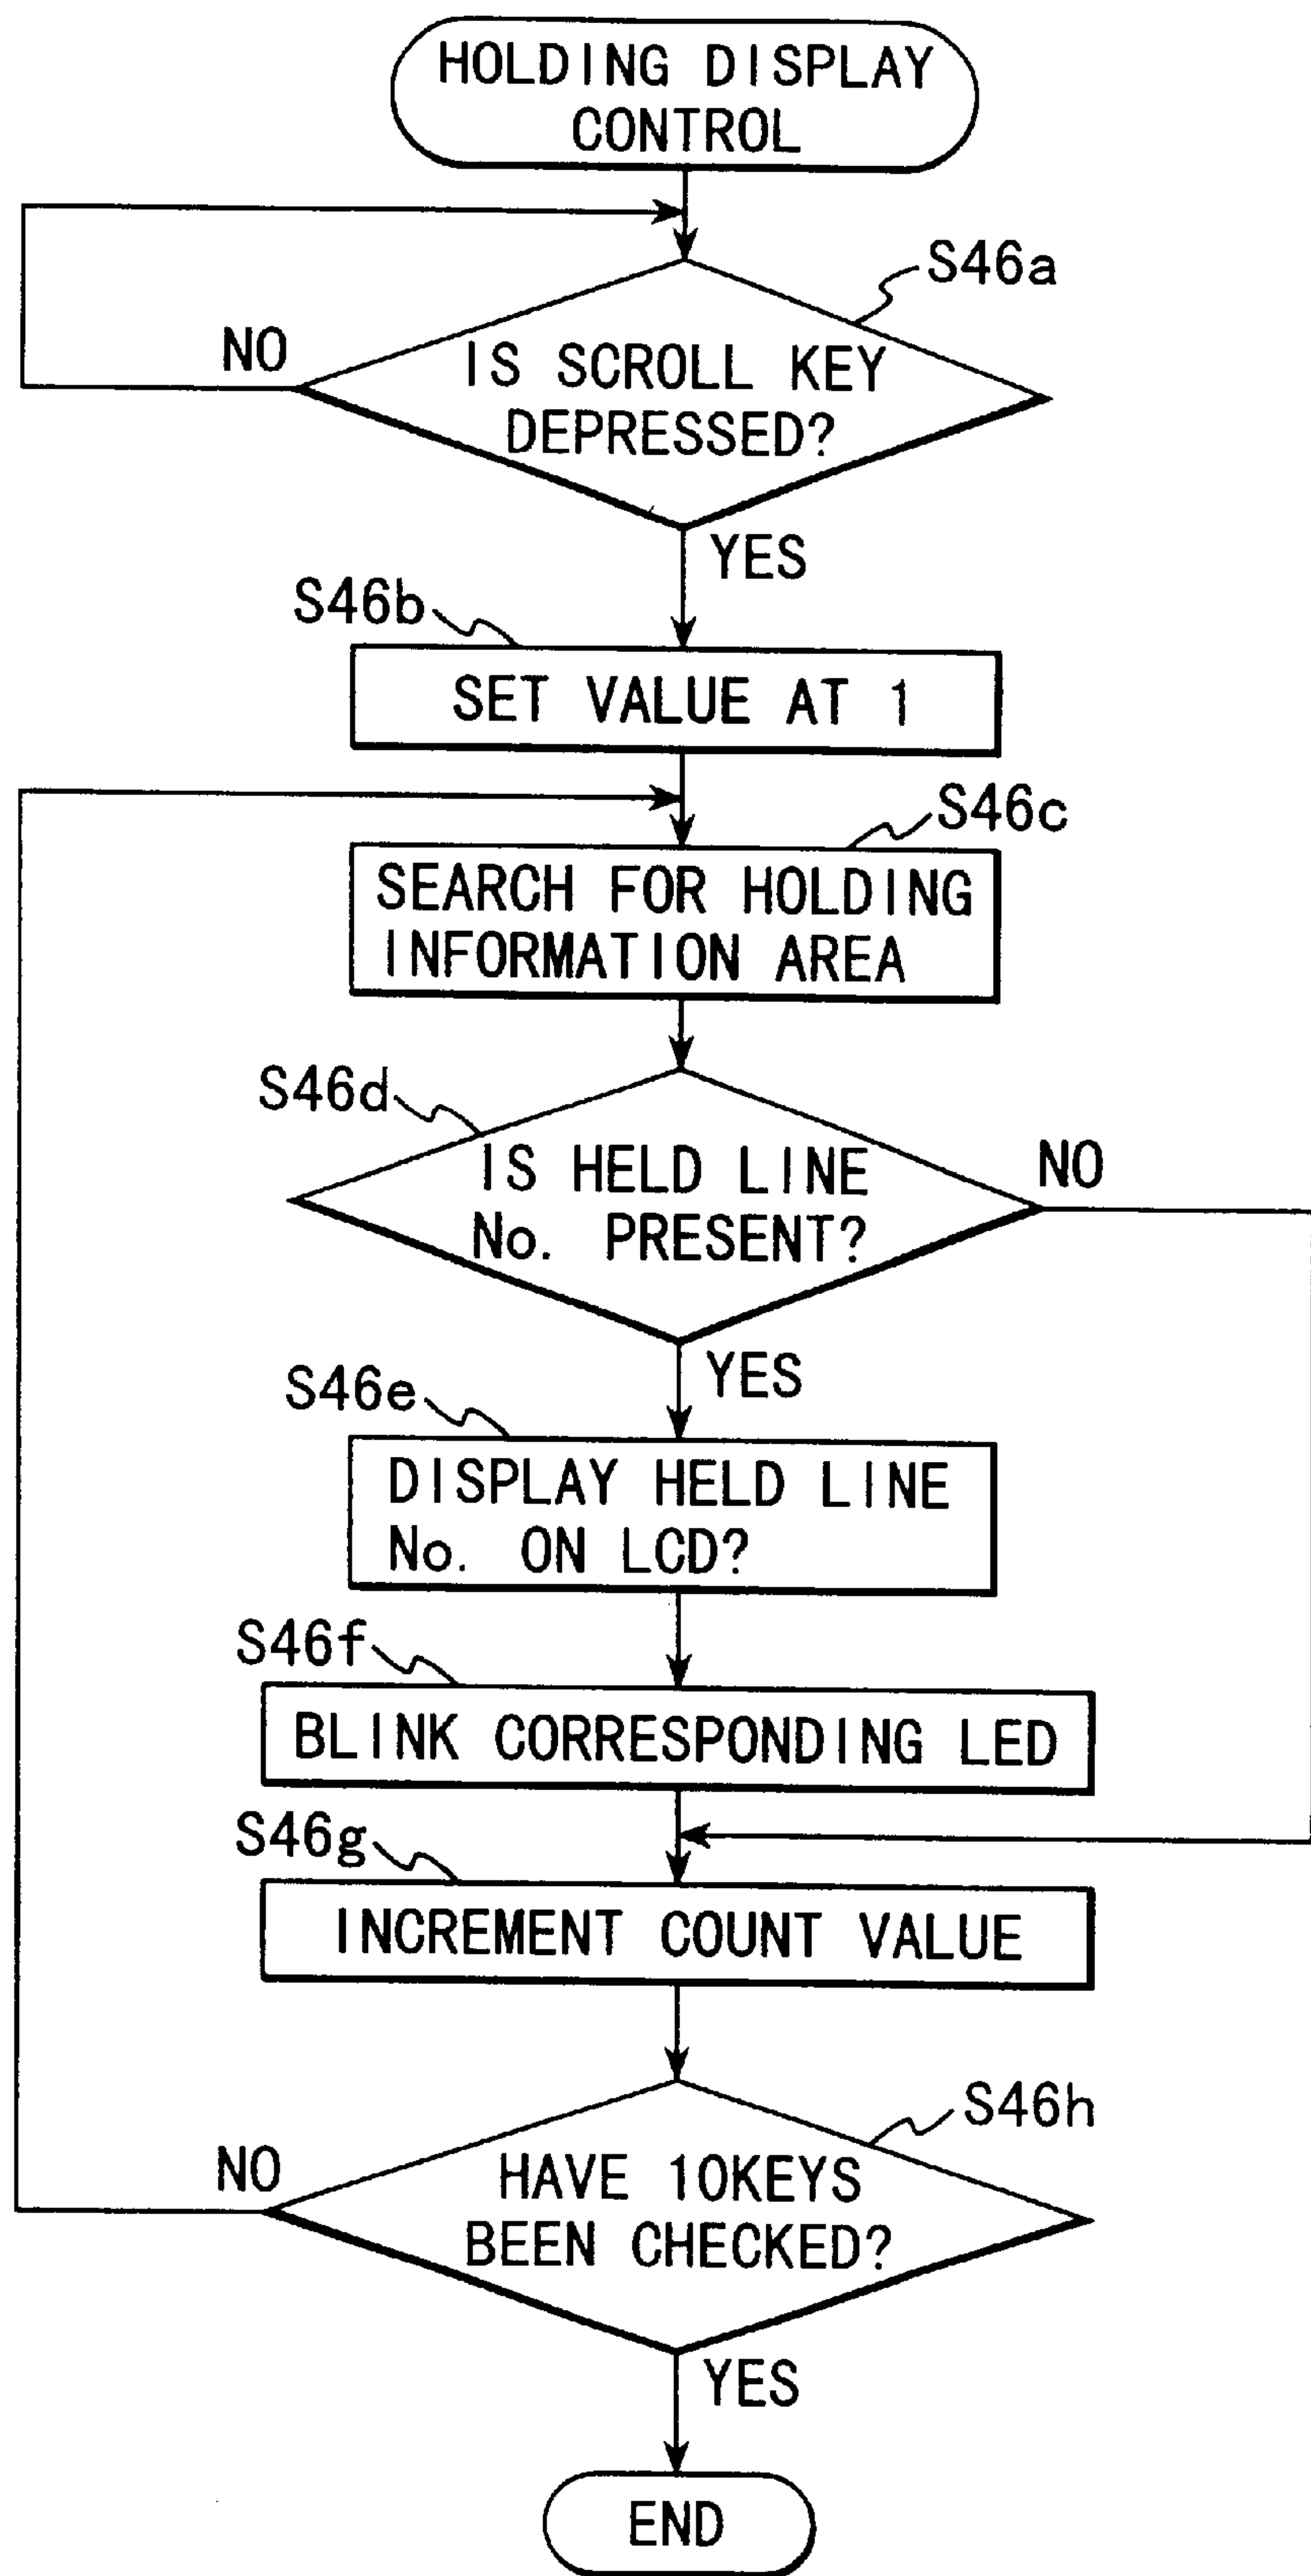 HOLDING DISPLAY
CONTROL
S46a
NO
IS SCROLL KEY
DEPRESSED?
YES
S46b
SET VALUE AT 1
S46c
SEARCH FOR HOLDING
INFORMATION AREA
S46d
IS HELD LINE
No. PRESENT?
NO
YES
S46e
DISPLAY HELD LINE
No. ON LCD?
S46f
BLINK CORRESPONDING LED
S46g
INCREMENT COUNT VALUE
S46h
NO
HAVE 10KEYS
BEEN CHECKED?
YES
END